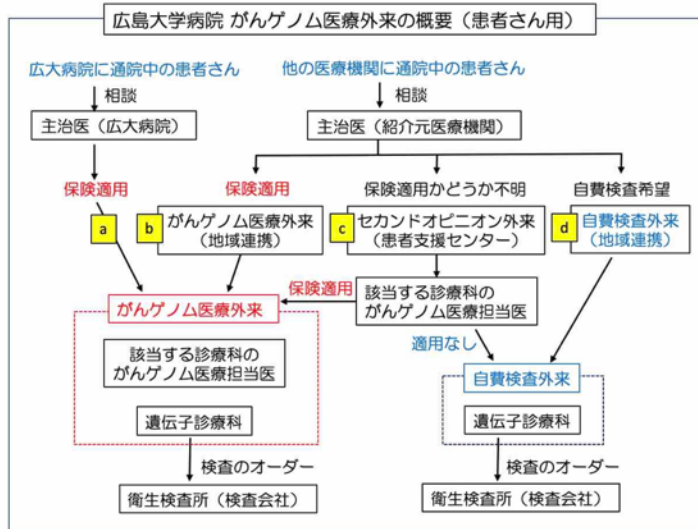 広島大学病院 がんゲノム医療外来の概要（患者さん用）
広大病院に通院中の患者さん
他の医療機関に通院中の患者さん
相談
相談
主治医（広大病院）
主治医（紹介元医療機関）
保険適用
保険適用
保険適用かどうか不明
自費検査希望
a
b
がんゲノム医療外来
（地域連携）
c
セカンドオピニオン外来
（患者支援センター）
d
自費検査外来
（地域連携）
保険適用
がんゲノム医療外来
該当する診療科の
がんゲノム医療担当医
適用なし
該当する診療科の
がんゲノム医療担当医
自費検査外来
遺伝子診療科
遺伝子診療科
検査のオーダー
検査のオーダー
衛生検査所（検査会社）
衛生検査所（検査会社）